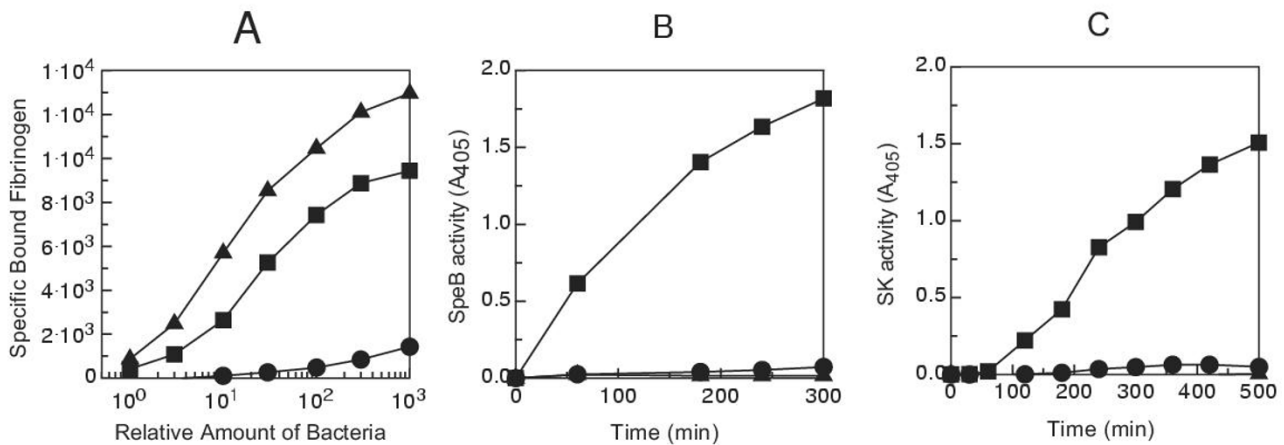 A
Specific Bound Fibrinogen
1·10⁴
1·10⁴
1·10⁴
8·10³
6·10³
4·10³
2·10³
0
10⁰ 10¹ 10² 10³
Relative Amount of Bacteria
B
SpeB activity (A₄₀₅)
2.0
1.5
1.0
0.5
0.0
0 100 200 300
Time (min)
C
SK activity (A₄₀₅)
2.0
1.5
1.0
0.5
0.0
0 100 200 300 400 500
Time (min)